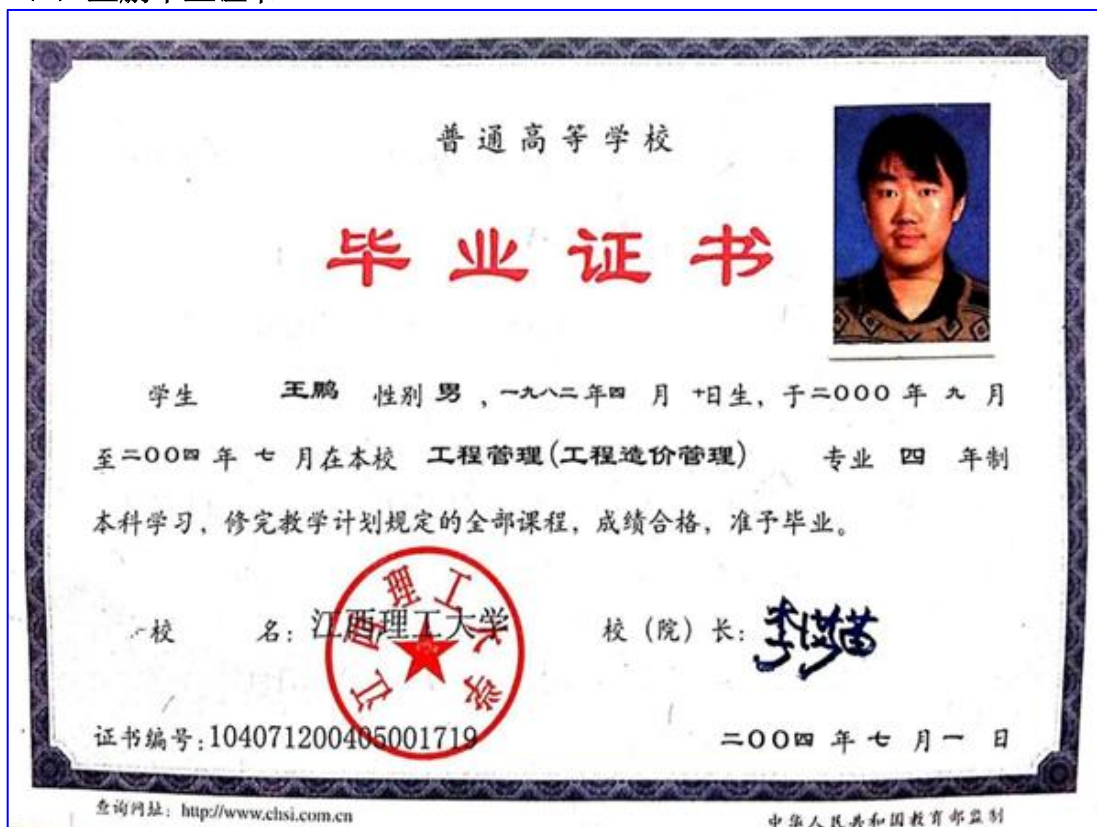 普通高等学校
毕业证书
学生 王鹏 性别 男 ，一九八二年四 月 十日生，于二000 年 九 月
至二00四 年 七 月在本校 工程管理(工程造价管理) 专业 四 年制
本科学习，修完教学计划规定的全部课程，成绩合格，准予毕业。
校 名：江西理工大学 校（院）长：
江西理工大学
证书编号:104071200405001719 二00四 年 七 月 一 日
查询网址：http://www.chsi.com.cn 中华人民共和国教育部监制